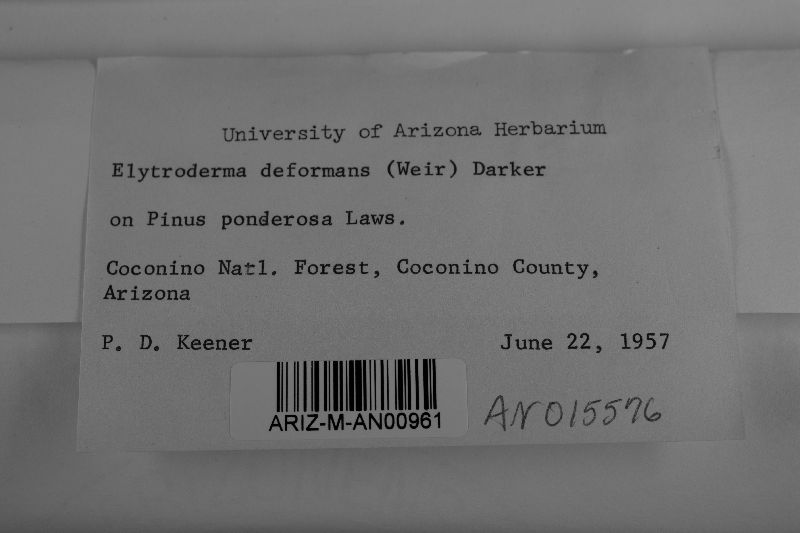 University of Arizona Herbarium
Elytroderma deformans (Weir) Darker
on Pinus ponderosa Laws.
Coconino Natl. Forest, Coconino County,
Arizona
P. D. Keener June 22, 1957
ARIZ-M-AN00961
AN015576